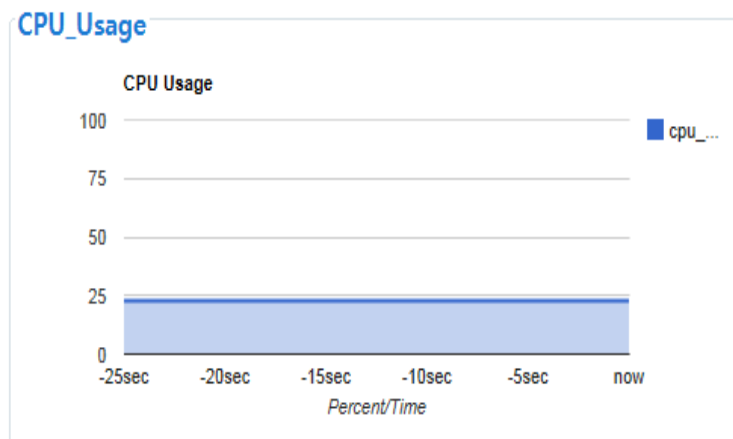 CPU_Usage
CPU Usage
100
cpu_...
75
50
25
0
-25sec -20sec -15sec -10sec -5sec now
Percent/Time